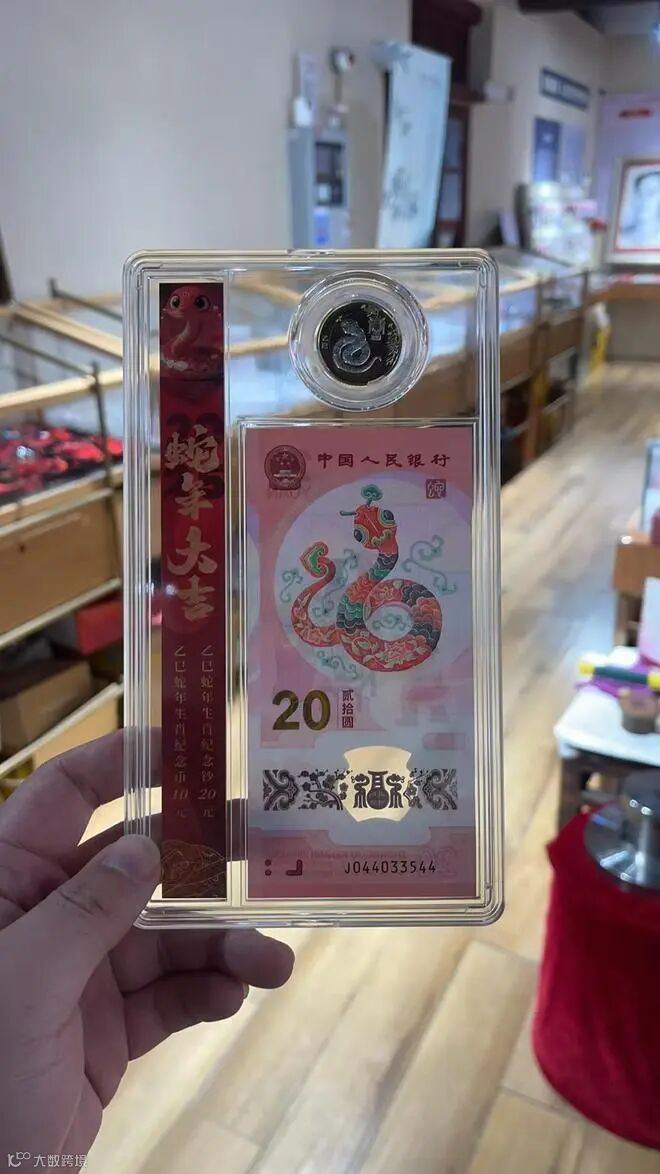 蛇年大吉
乙巳蛇年生肖纪念钞20元
乙巳蛇年生肖纪念币10元
中国人民银行
20
贰拾圆
福
J044033544
大数跨境